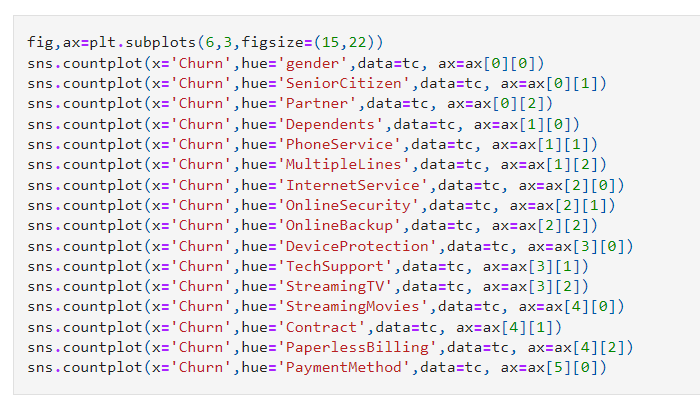 fig,ax=plt.subplots(6,3,figsize=(15,22))
sns.countplot(x='Churn',hue='gender',data=tc, ax=ax[0][0])
sns.countplot(x='Churn',hue='SeniorCitizen',data=tc, ax=ax[0][1])
sns.countplot(x='Churn',hue='Partner',data=tc, ax=ax[0][2])
sns.countplot(x='Churn',hue='Dependents',data=tc, ax=ax[1][0])
sns.countplot(x='Churn',hue='PhoneService',data=tc, ax=ax[1][1])
sns.countplot(x='Churn',hue='MultipleLines',data=tc, ax=ax[1][2])
sns.countplot(x='Churn',hue='InternetService',data=tc, ax=ax[2][0])
sns.countplot(x='Churn',hue='OnlineSecurity',data=tc, ax=ax[2][1])
sns.countplot(x='Churn',hue='OnlineBackup',data=tc, ax=ax[2][2])
sns.countplot(x='Churn',hue='DeviceProtection',data=tc, ax=ax[3][0])
sns.countplot(x='Churn',hue='TechSupport',data=tc, ax=ax[3][1])
sns.countplot(x='Churn',hue='StreamingTV',data=tc, ax=ax[3][2])
sns.countplot(x='Churn',hue='StreamingMovies',data=tc, ax=ax[4][0])
sns.countplot(x='Churn',hue='Contract',data=tc, ax=ax[4][1])
sns.countplot(x='Churn',hue='PaperlessBilling',data=tc, ax=ax[4][2])
sns.countplot(x='Churn',hue='PaymentMethod',data=tc, ax=ax[5][0])